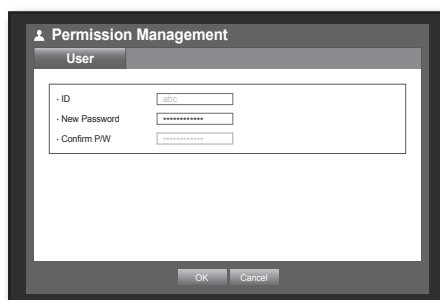 Permission Management
User
· ID abc
· New Password ************
· Confirm P/W ************
OK Cancel